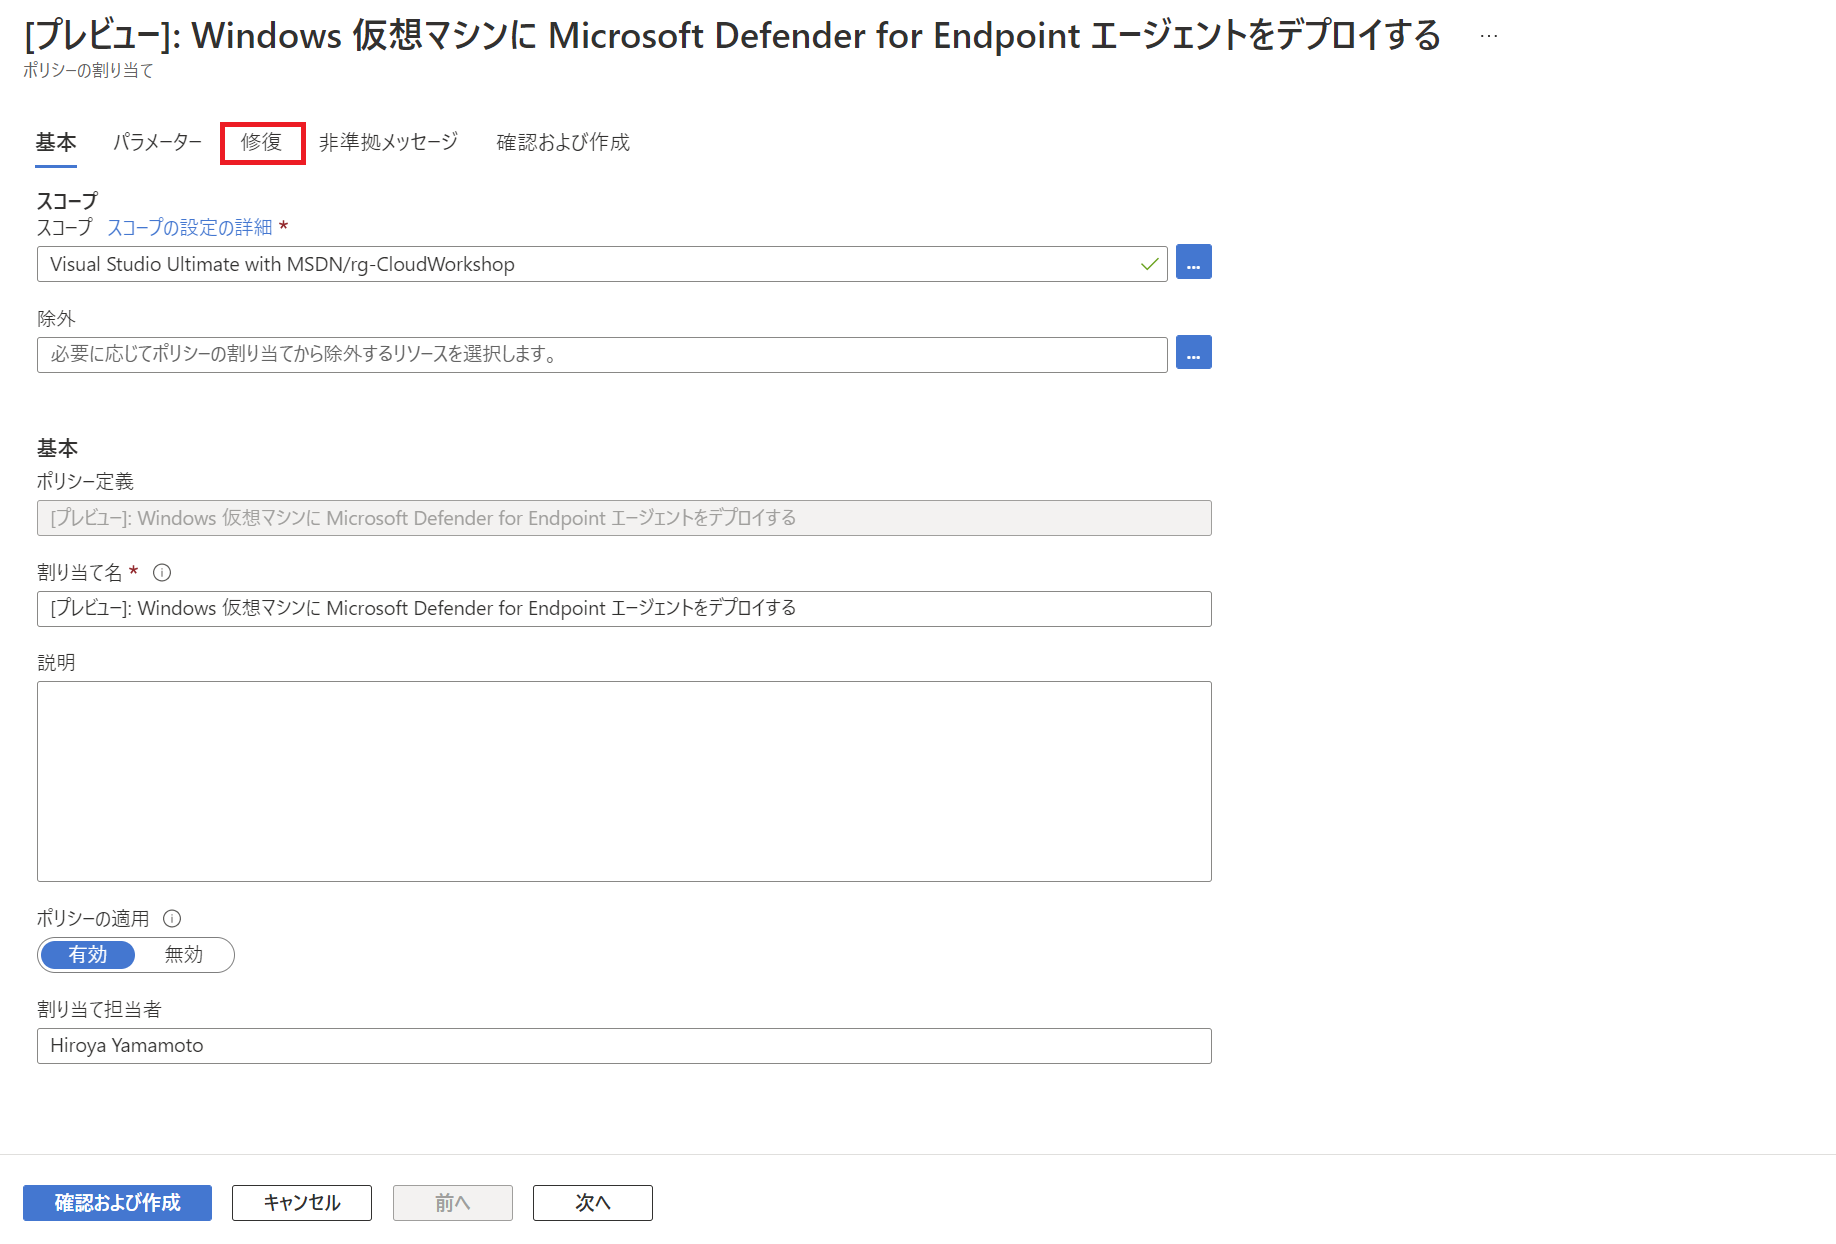 [プレビュー]: Windows 仮想マシンに Microsoft Defender for Endpoint エージェントをデプロイする ...
ポリシーの割り当て
基本 パラメーター 修復 非準拠メッセージ 確認および作成
スコープ
スコープ スコープの設定の詳細 *
Visual Studio Ultimate with MSDN/rg-CloudWorkshop ...
除外
必要に応じてポリシーの割り当てから除外するリソースを選択します。 ...
基本
ポリシー定義
[プレビュー]: Windows 仮想マシンに Microsoft Defender for Endpoint エージェントをデプロイする
割り当て名 *
[プレビュー]: Windows 仮想マシンに Microsoft Defender for Endpoint エージェントをデプロイする
説明
ポリシーの適用
有効 無効
割り当て担当者
Hiroya Yamamoto
確認および作成 キャンセル 前へ 次へ